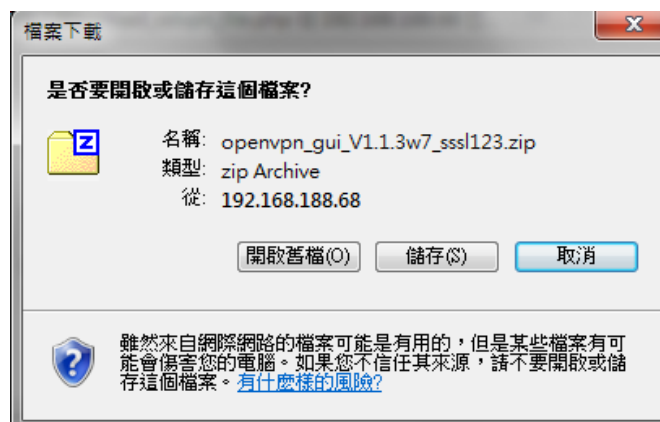 檔案下載
是否要開啟或儲存這個檔案?
名稱: openvpn_gui_V1.1.3w7_sssl123.zip
類型: zip Archive
從: 192.168.188.68
開啟舊檔(O) 儲存(S) 取消
雖然來自網際網路的檔案可能是有用的，但是某些檔案有可
能會傷害您的電腦。如果您不信任其來源，請不要開啟或儲
存這個檔案。有什麼樣的風險?